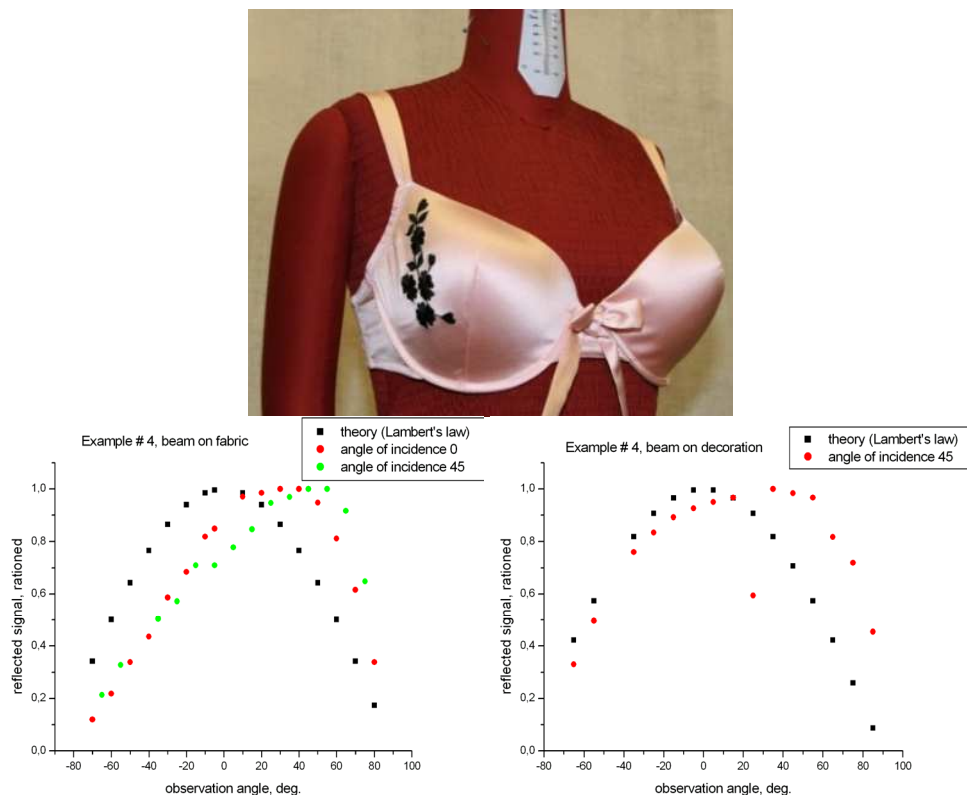 Example # 4, beam on fabric
theory (Lambert's law)
angle of incidence 0
angle of incidence 45
reflected signal, rationed
1,0
0,8
0,6
0,4
0,2
0,0
-80 -60 -40 -20 0 20 40 60 80 100
observation angle, deg.
Example # 4, beam on decoration
theory (Lambert's law)
angle of incidence 45
reflected signal, rationed
1,0
0,8
0,6
0,4
0,2
0,0
-80 -60 -40 -20 0 20 40 60 80 100
observation angle, deg.